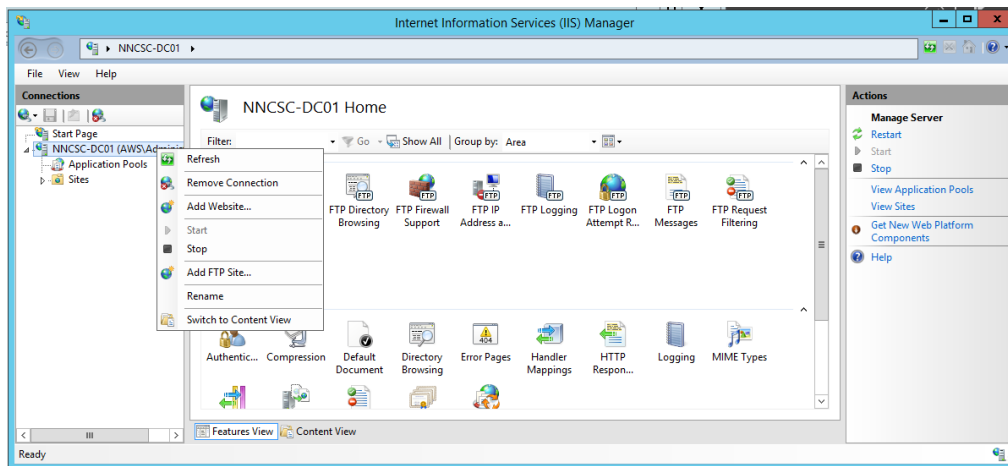 Internet Information Services (IIS) Manager
NNCSC-DC01
File View Help
Connections
Start Page
NNCSC-DC01 (AWS\Adminis
Application Pools
Sites
Refresh
Remove Connection
Add Website...
Start
Stop
Add FTP Site...
Rename
Switch to Content View
NNCSC-DC01 Home
Filter: Go Show All Group by: Area
FTP Directory Browsing
FTP Firewall Support
FTP IP Address a...
FTP Logging
FTP Logon Attempt R...
FTP Messages
FTP Request Filtering
Authentic...
Compression
Default Document
Directory Browsing
Error Pages
Handler Mappings
HTTP Respon...
Logging
MIME Types
Features View Content View
Actions
Manage Server
Restart
Start
Stop
View Application Pools
View Sites
Get New Web Platform
Components
Help
Ready